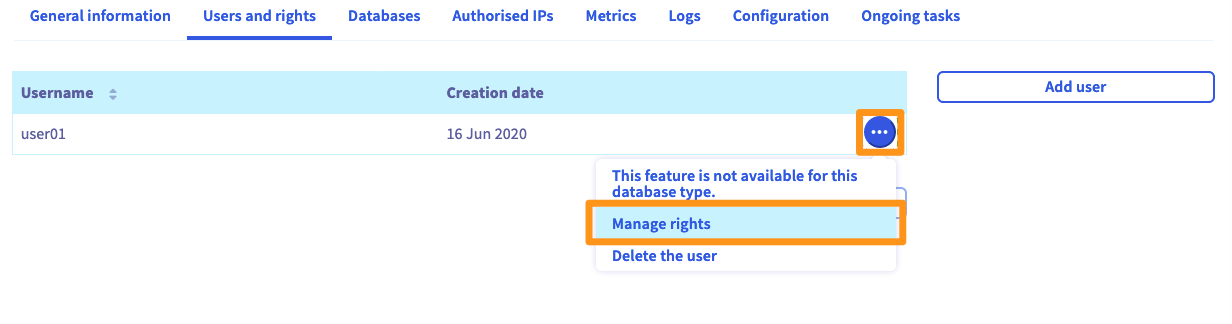 General information Users and rights Databases Authorised IPs Metrics Logs Configuration Ongoing tasks
Username Creation date
Add user
user01 16 Jun 2020
This feature is not available for this
database type.
Manage rights
Delete the user